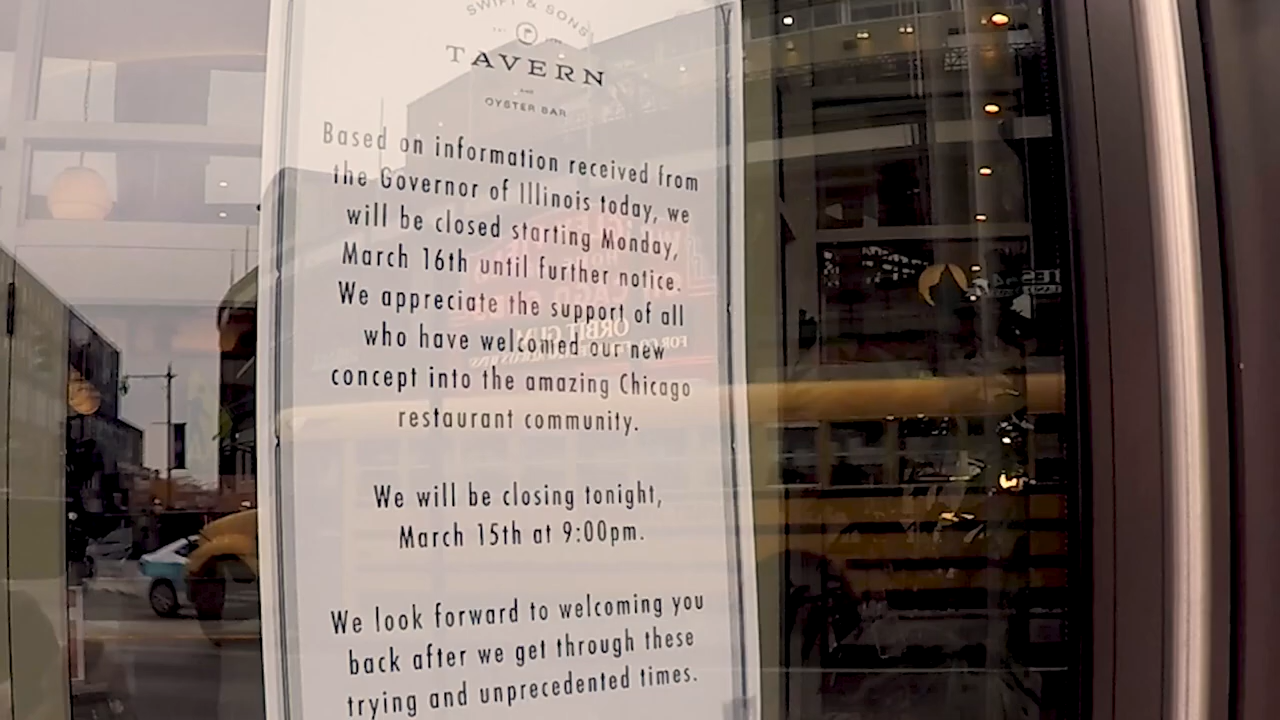 SWIFT & SONS
TAVERN
AND
OYSTER BAR
Based on information received from
the Governor of Illinois today, we
will be closed starting Monday,
March 16th until further notice.
We appreciate the support of all
who have welcomed our new
concept into the amazing Chicago
restaurant community.
We will be closing tonight,
March 15th at 9:00pm.
We look forward to welcoming you
back after we get through these
trying and unprecedented times.
ORBIT GUM